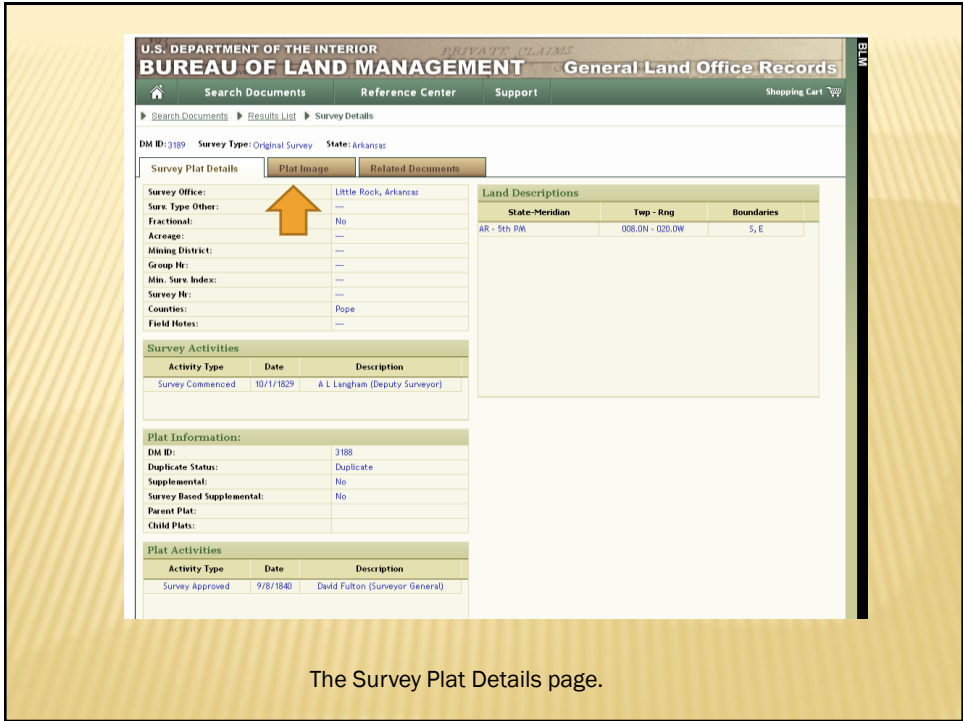 U.S. DEPARTMENT OF THE INTERIOR
PRIVATE CLAIMS
BUREAU OF LAND MANAGEMENT
General Land Office Records
BLM
Search Documents Reference Center Support Shopping Cart
Search Documents Results List Survey Details
DM ID: 3189 Survey Type: Original Survey State: Arkansas
Survey Plat Details Plat Image Related Documents
Survey Office: Little Rock, Arkansas
Surv. Type Other: ---
Fractional: No
Acreage: ---
Mining District: ---
Group Nr: ---
Min. Surv. Index: ---
Survey Nr: ---
Counties: Pope
Field Notes: ---
Land Descriptions
State-Meridian Twp - Rng Boundaries
AR - 5th PM 008.0N - 020.0W S, E
Survey Activities
Activity Type Date Description
Survey Commenced 10/1/1829 A L Langham (Deputy Surveyor)
Plat Information:
DM ID: 3188
Duplicate Status: Duplicate
Supplemental: No
Survey Based Supplemental: No
Parent Plat:
Child Plats:
Plat Activities
Activity Type Date Description
Survey Approved 9/8/1840 David Fulton (Surveyor General)
The Survey Plat Details page.